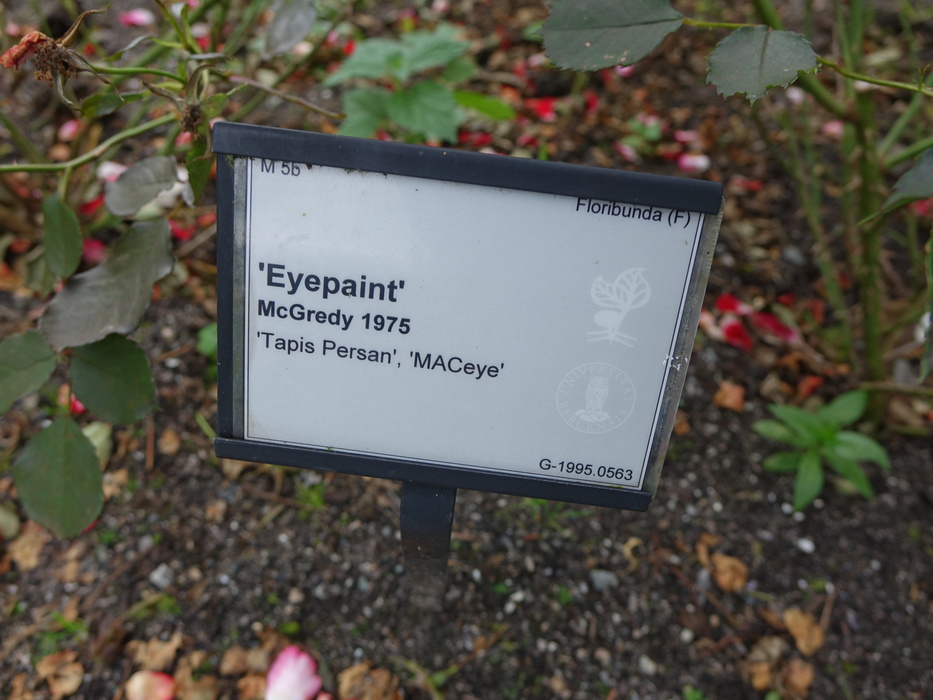 M 5b
Floribunda (F)
'Eyepaint'
McGredy 1975
'Tapis Persan', 'MACeye'
G-1995.0563